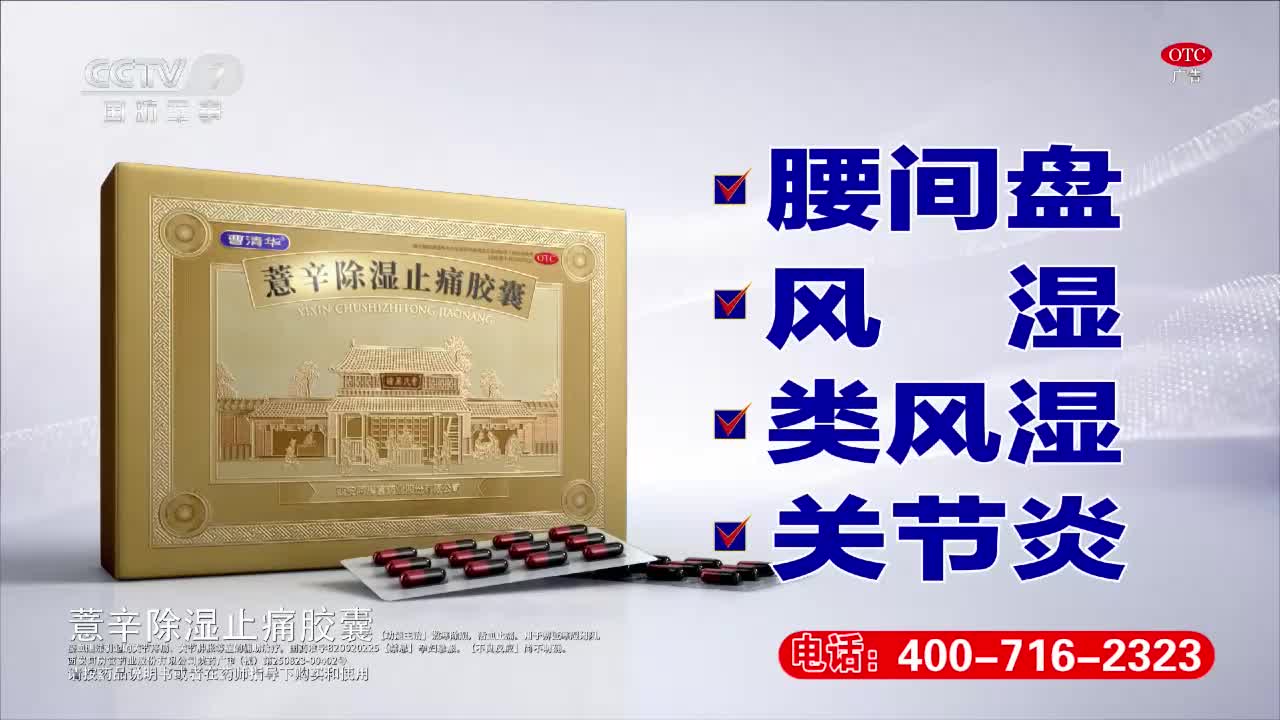 CCTV 7
国防军事
OTC
广告
曹清华
OTC
薏辛除湿止痛胶囊
YIXIN CHUSHIZHITONG JIAONANG
腰间盘
风 湿
类风湿
关节炎
薏辛除湿止痛胶囊
请按药品说明书或者在药师指导下购买和使用
电话：400-716-2323